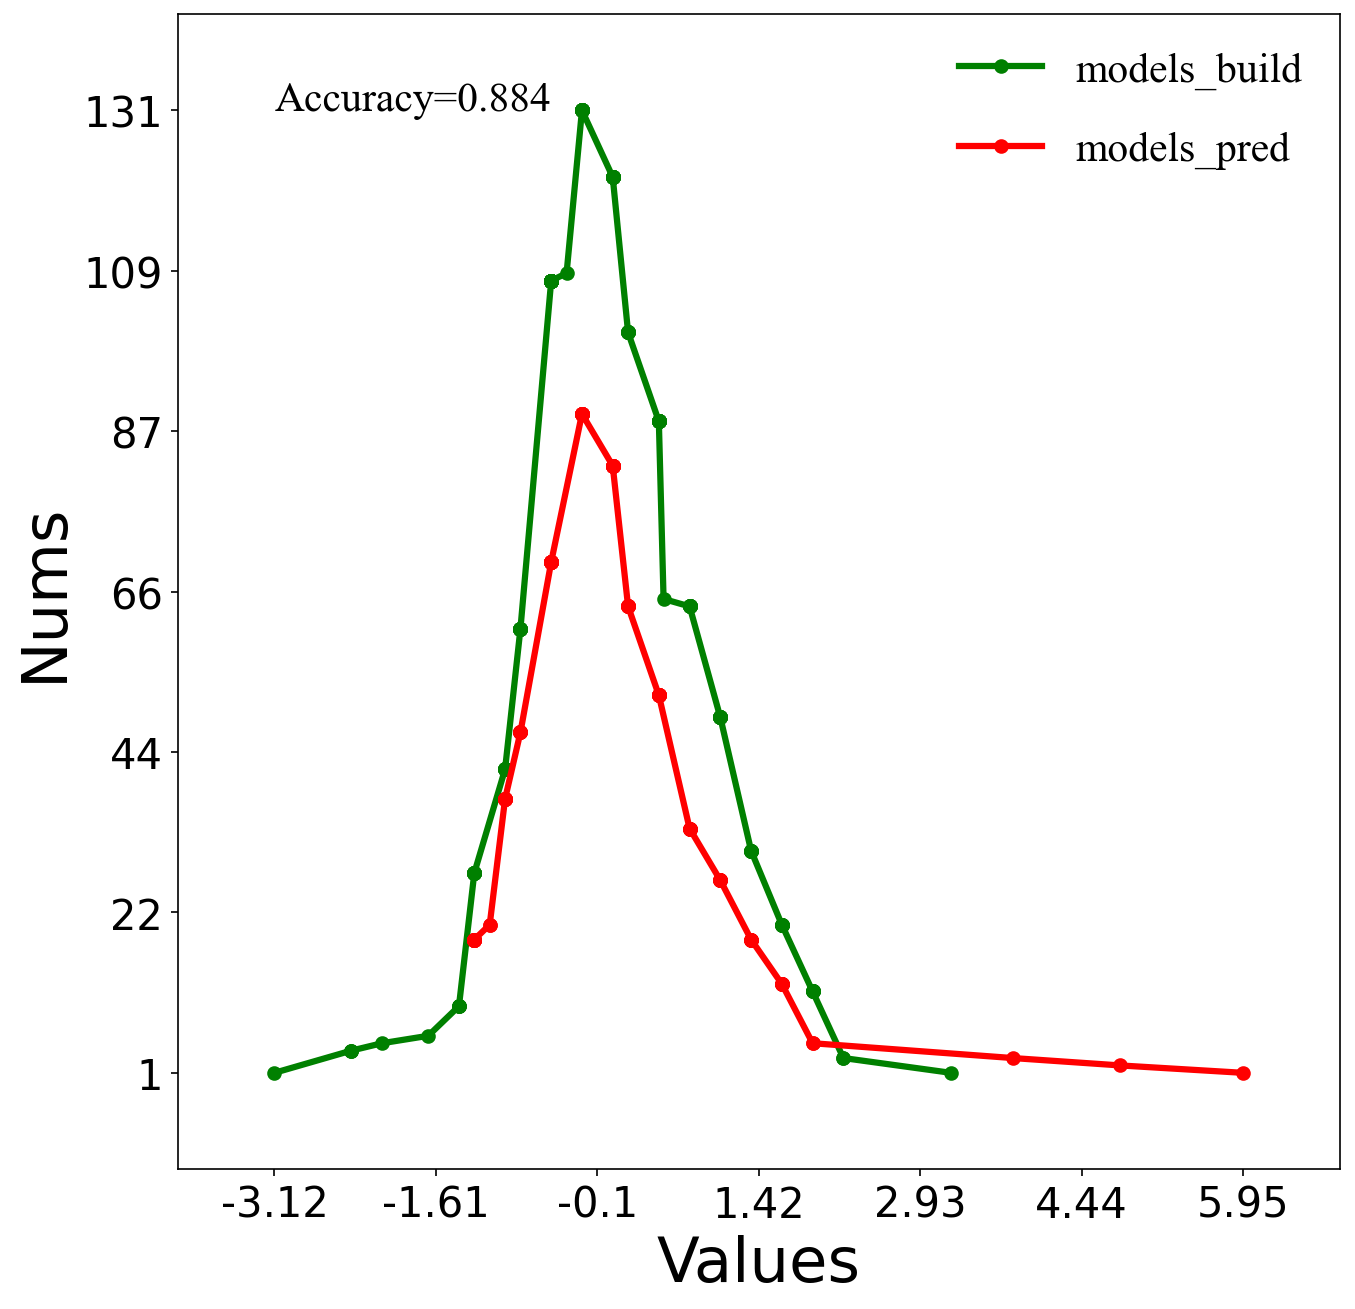 Accuracy=0.884
models_build
models_pred
131
109
87
66
44
22
1
Nums
-3.12 -1.61 -0.1 1.42 2.93 4.44 5.95
Values